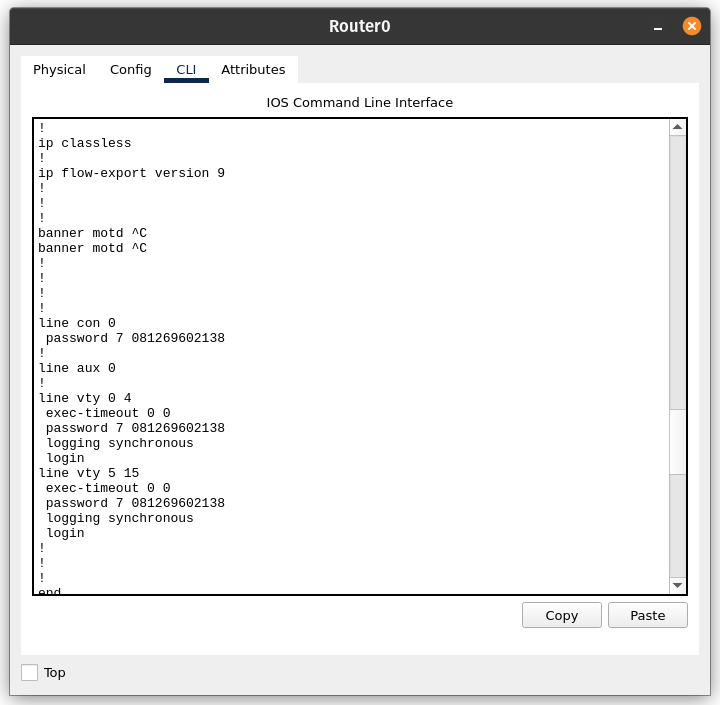 Router0
Physical Config CLI Attributes
IOS Command Line Interface
!
ip classless
!
ip flow-export version 9
!
!
!
banner motd ^C
banner motd ^C
!
!
!
!
line con 0
 password 7 081269602138
!
line aux 0
!
line vty 0 4
 exec-timeout 0 0
 password 7 081269602138
 logging synchronous
 login
line vty 5 15
 exec-timeout 0 0
 password 7 081269602138
 logging synchronous
 login
!
!
!
end
Copy Paste
Top